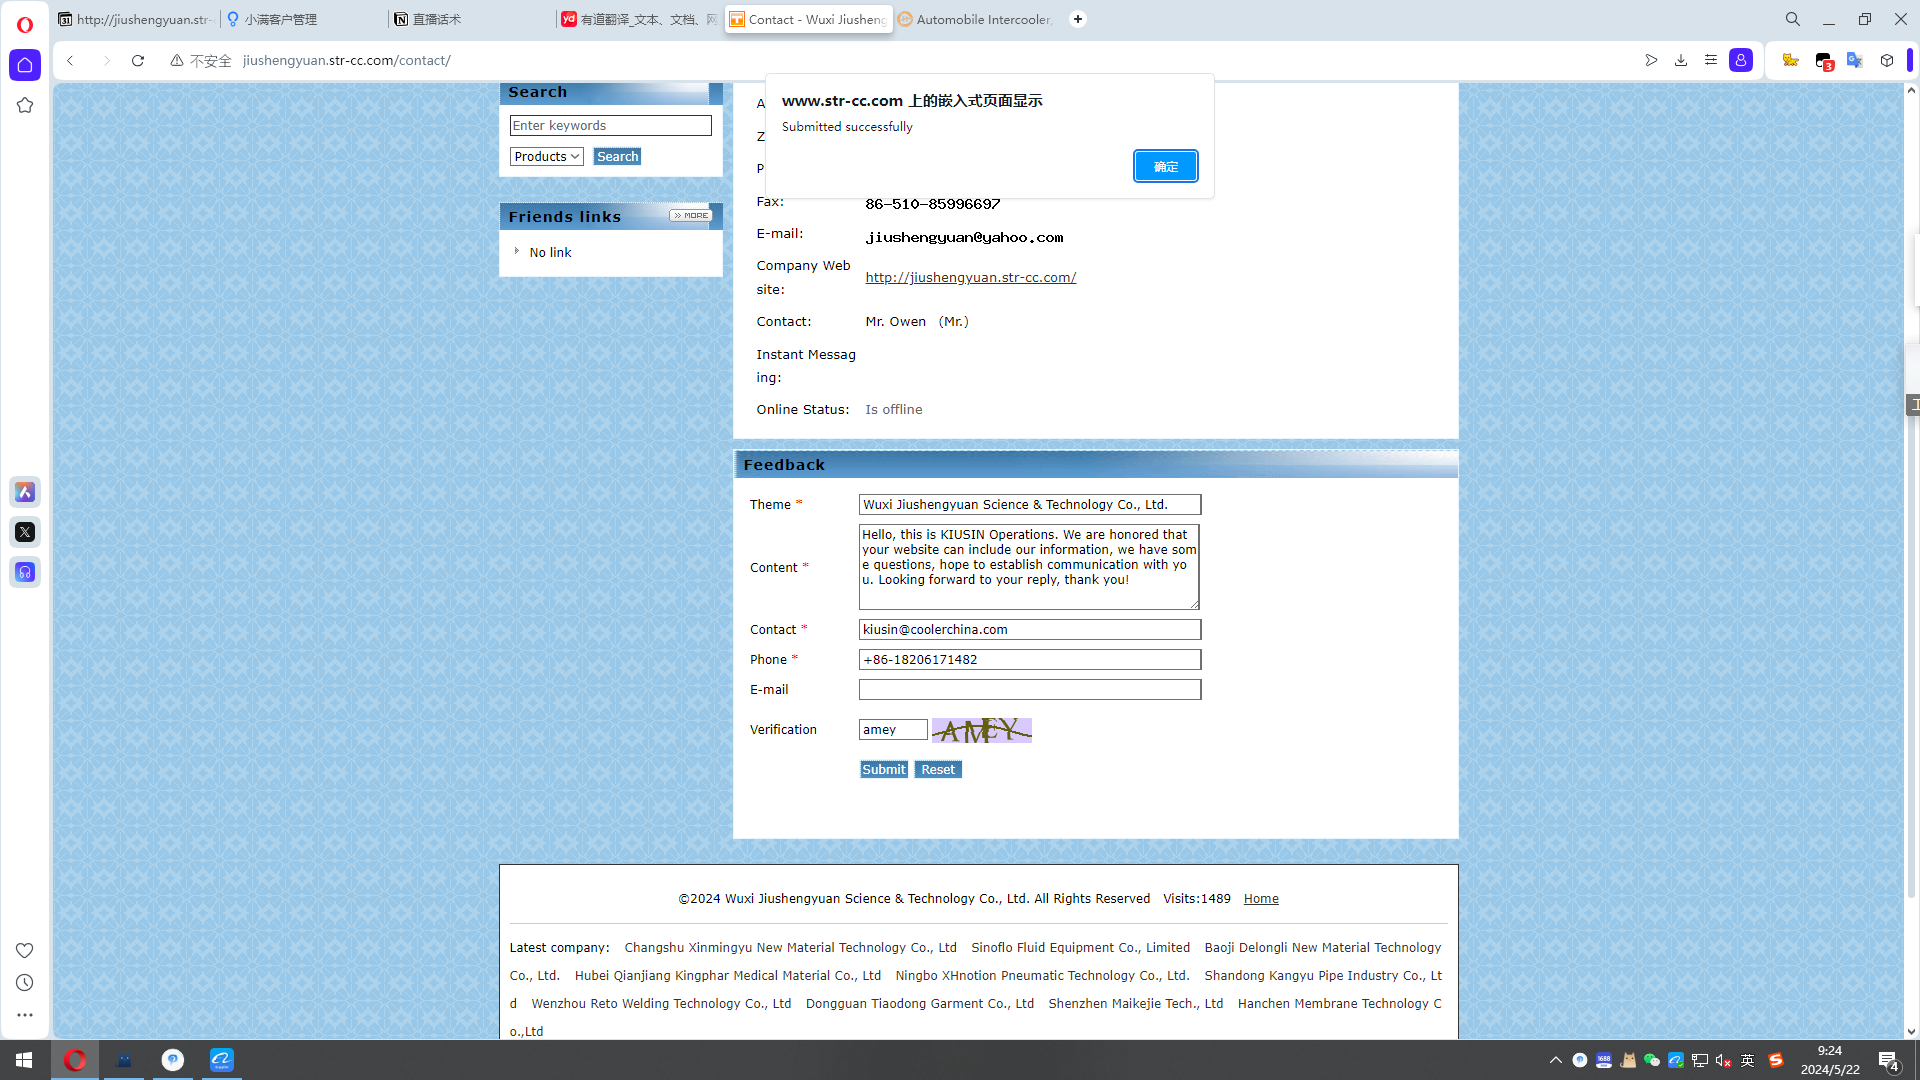 http://jiushengyuan.str-
小满客户管理
直播话术
有道翻译_文本、文档、网
Contact - Wuxi Jiusheng
Automobile Intercooler,
不安全
jiushengyuan.str-cc.com/contact/
3
www.str-cc.com 上的嵌入式页面显示
Submitted successfully
确定
Search
Enter keywords
Products
Search
Friends links
» MORE
No link
A
Z
P
Fax:
86-510-85996697
E-mail:
jiushengyuan@yahoo.com
Company Web
site:
http://jiushengyuan.str-cc.com/
Contact:
Mr. Owen （Mr.）
Instant Messag
ing:
Online Status:
Is offline
Feedback
Theme *
Wuxi Jiushengyuan Science & Technology Co., Ltd.
Content *
Hello, this is KIUSIN Operations. We are honored that
your website can include our information, we have som
e questions, hope to establish communication with yo
u. Looking forward to your reply, thank you!
Contact *
kiusin@coolerchina.com
Phone *
+86-18206171482
E-mail
Verification
amey
AMEY
Submit
Reset
©2024 Wuxi Jiushengyuan Science & Technology Co., Ltd. All Rights Reserved Visits:1489 Home
Latest company: Changshu Xinmingyu New Material Technology Co., Ltd Sinoflo Fluid Equipment Co., Limited Baoji Delongli New Material Technology
Co., Ltd. Hubei Qianjiang Kingphar Medical Material Co., Ltd Ningbo XHnotion Pneumatic Technology Co., Ltd. Shandong Kangyu Pipe Industry Co., Lt
d Wenzhou Reto Welding Technology Co., Ltd Dongguan Tiaodong Garment Co., Ltd Shenzhen Maikejie Tech., Ltd Hanchen Membrane Technology C
o.,Ltd
英
9:24
2024/5/22
4